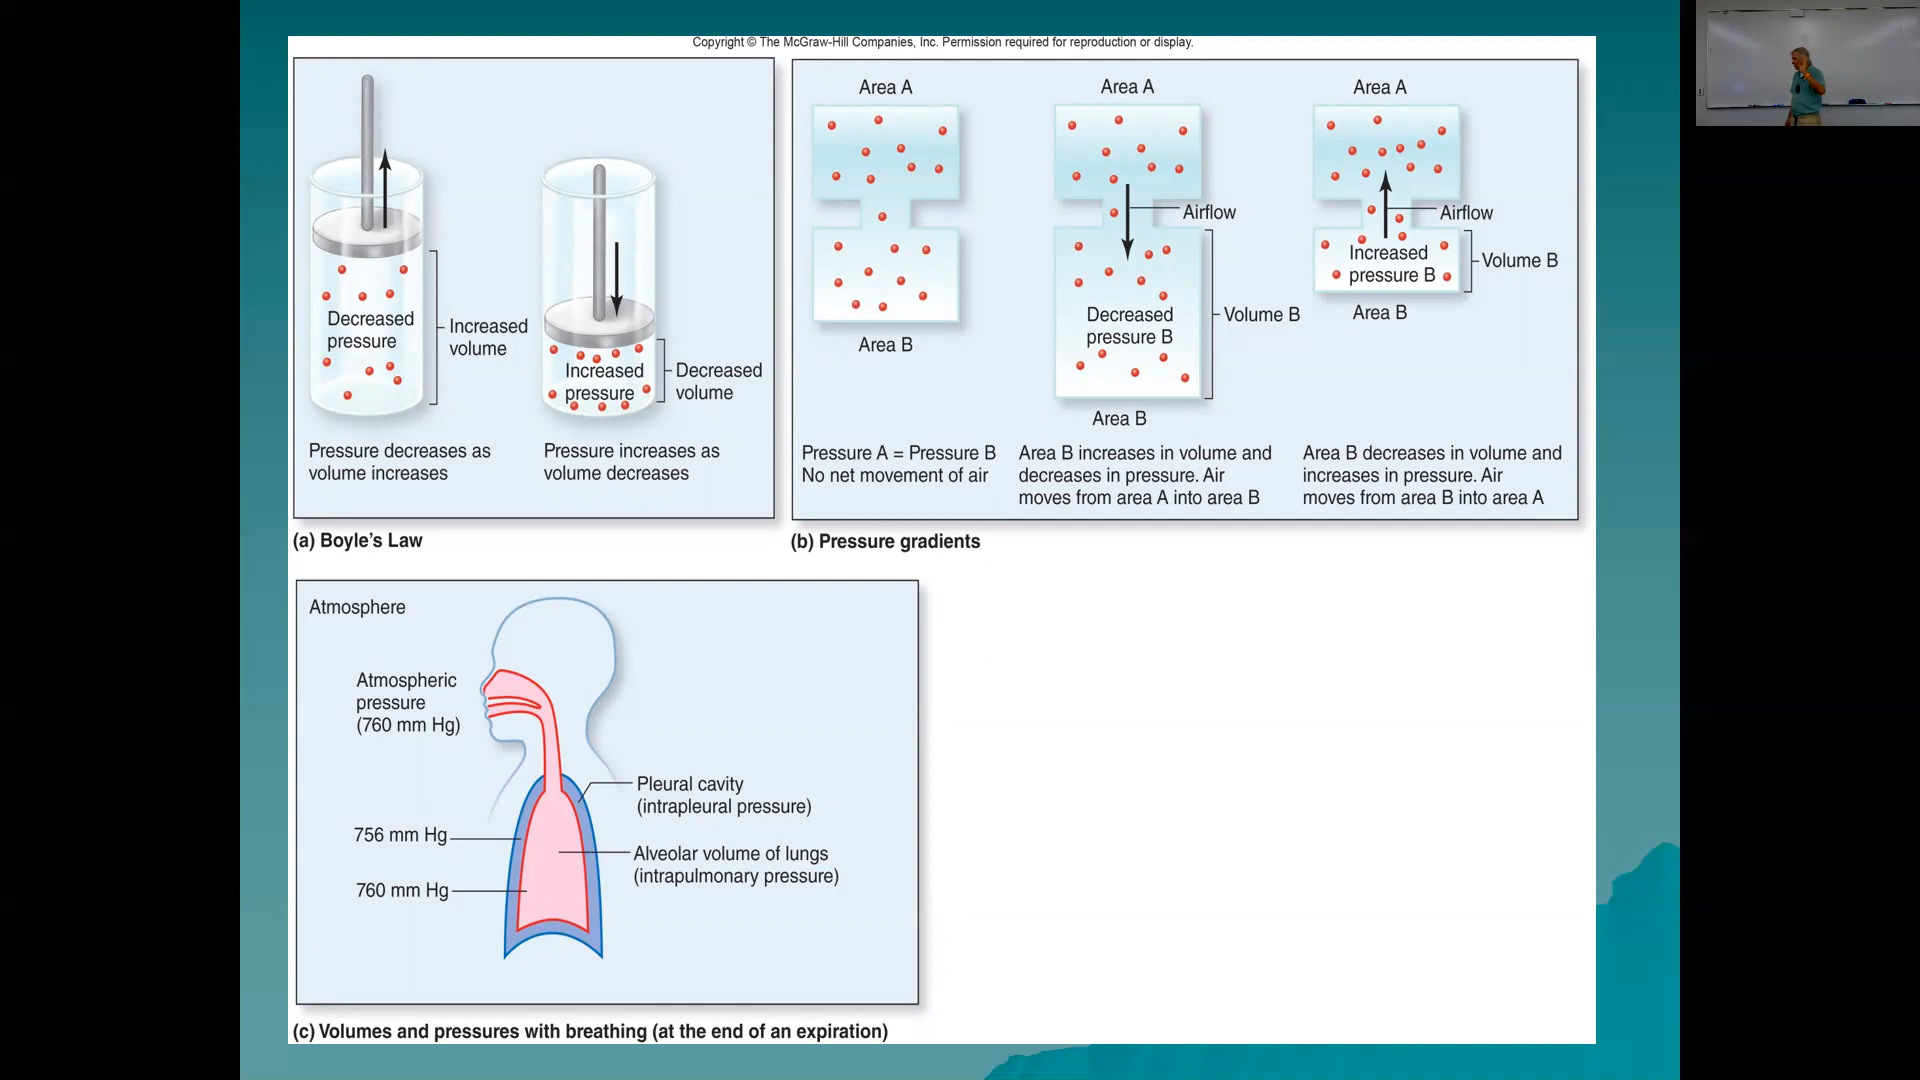 Copyright © The McGraw-Hill Companies, Inc. Permission required for reproduction or display.
Decreased
pressure
Increased
volume
Increased
pressure
Decreased
volume
Pressure decreases as
volume increases
Pressure increases as
volume decreases
(a) Boyle's Law
Area A
Area B
Pressure A = Pressure B
No net movement of air
Area A
Airflow
Decreased
pressure B
Volume B
Area B
Area B increases in volume and
decreases in pressure. Air
moves from area A into area B
Area A
Airflow
Increased
pressure B
Volume B
Area B
Area B decreases in volume and
increases in pressure. Air
moves from area B into area A
(b) Pressure gradients
Atmosphere
Atmospheric
pressure
(760 mm Hg)
Pleural cavity
(intrapleural pressure)
756 mm Hg
Alveolar volume of lungs
(intrapulmonary pressure)
760 mm Hg
(c) Volumes and pressures with breathing (at the end of an expiration)